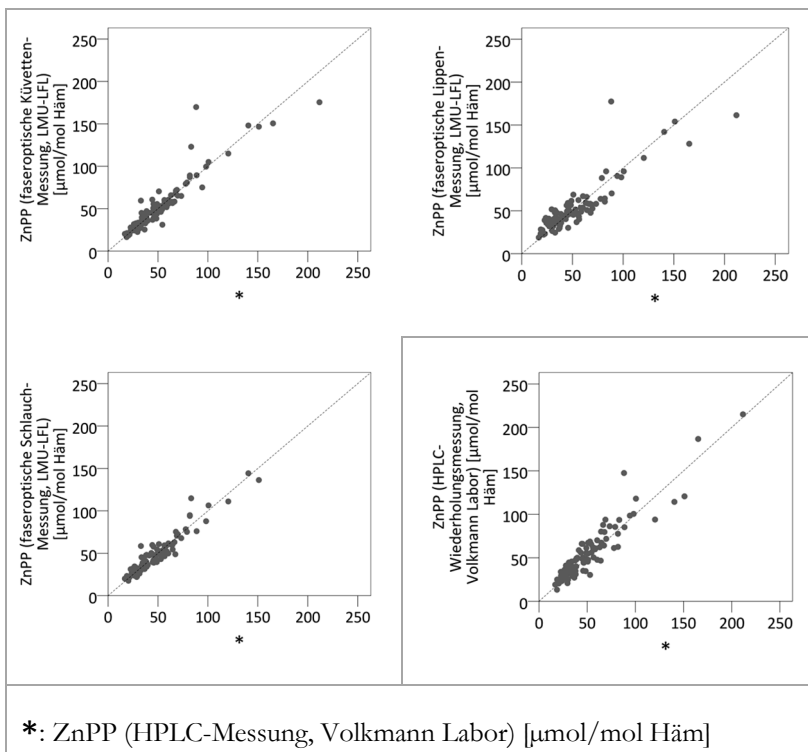 ZnPP (faseroptische Küvetten-
Messung, LMU-LFL)
[µmol/mol Häm]
250
200
150
100
50
0
0 50 100 150 200 250
*
ZnPP (faseroptische Lippen-
Messung, LMU-LFL)
[µmol/mol Häm]
250
200
150
100
50
0
0 50 100 150 200 250
*
ZnPP (faseroptische Schlauch-
Messung, LMU-LFL)
[µmol/mol Häm]
250
200
150
100
50
0
0 50 100 150 200 250
*
ZnPP (HPLC-
Wiederholungsmessung,
Volkmann Labor) [µmol/mol
Häm]
250
200
150
100
50
0
0 50 100 150 200 250
*
*: ZnPP (HPLC-Messung, Volkmann Labor) [µmol/mol Häm]